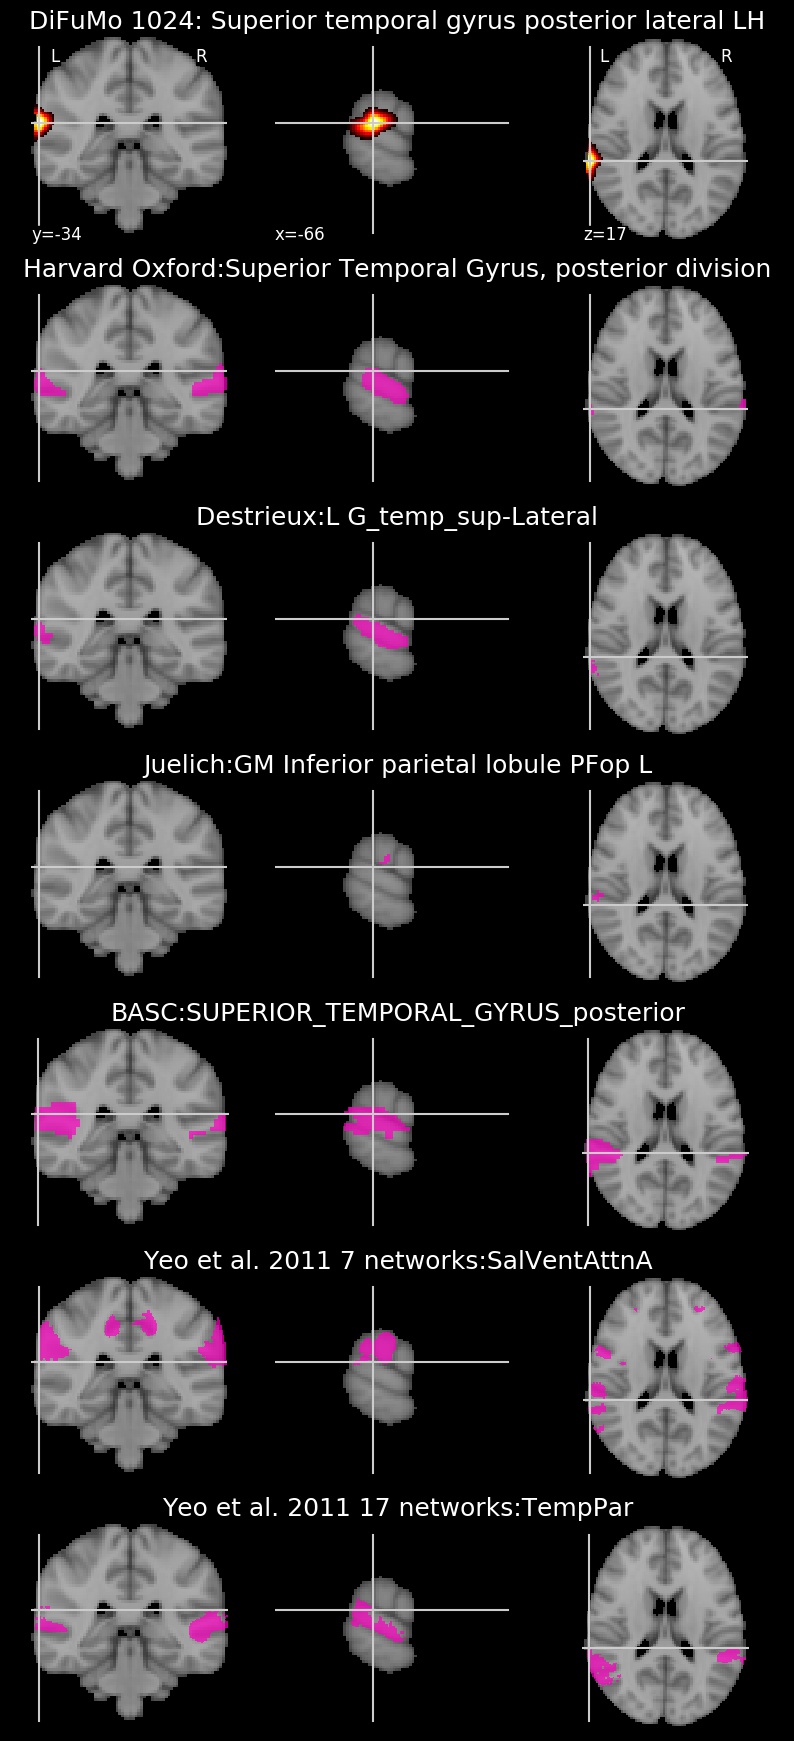 DiFuMo 1024: Superior temporal gyrus posterior lateral LH
L R L R
y=-34 x=-66 z=17
Harvard Oxford:Superior Temporal Gyrus, posterior division
Destrieux:L G_temp_sup-Lateral
Juelich:GM Inferior parietal lobule PFop L
BASC:SUPERIOR_TEMPORAL_GYRUS_posterior
Yeo et al. 2011 7 networks:SalVentAttnA
Yeo et al. 2011 17 networks:TempPar